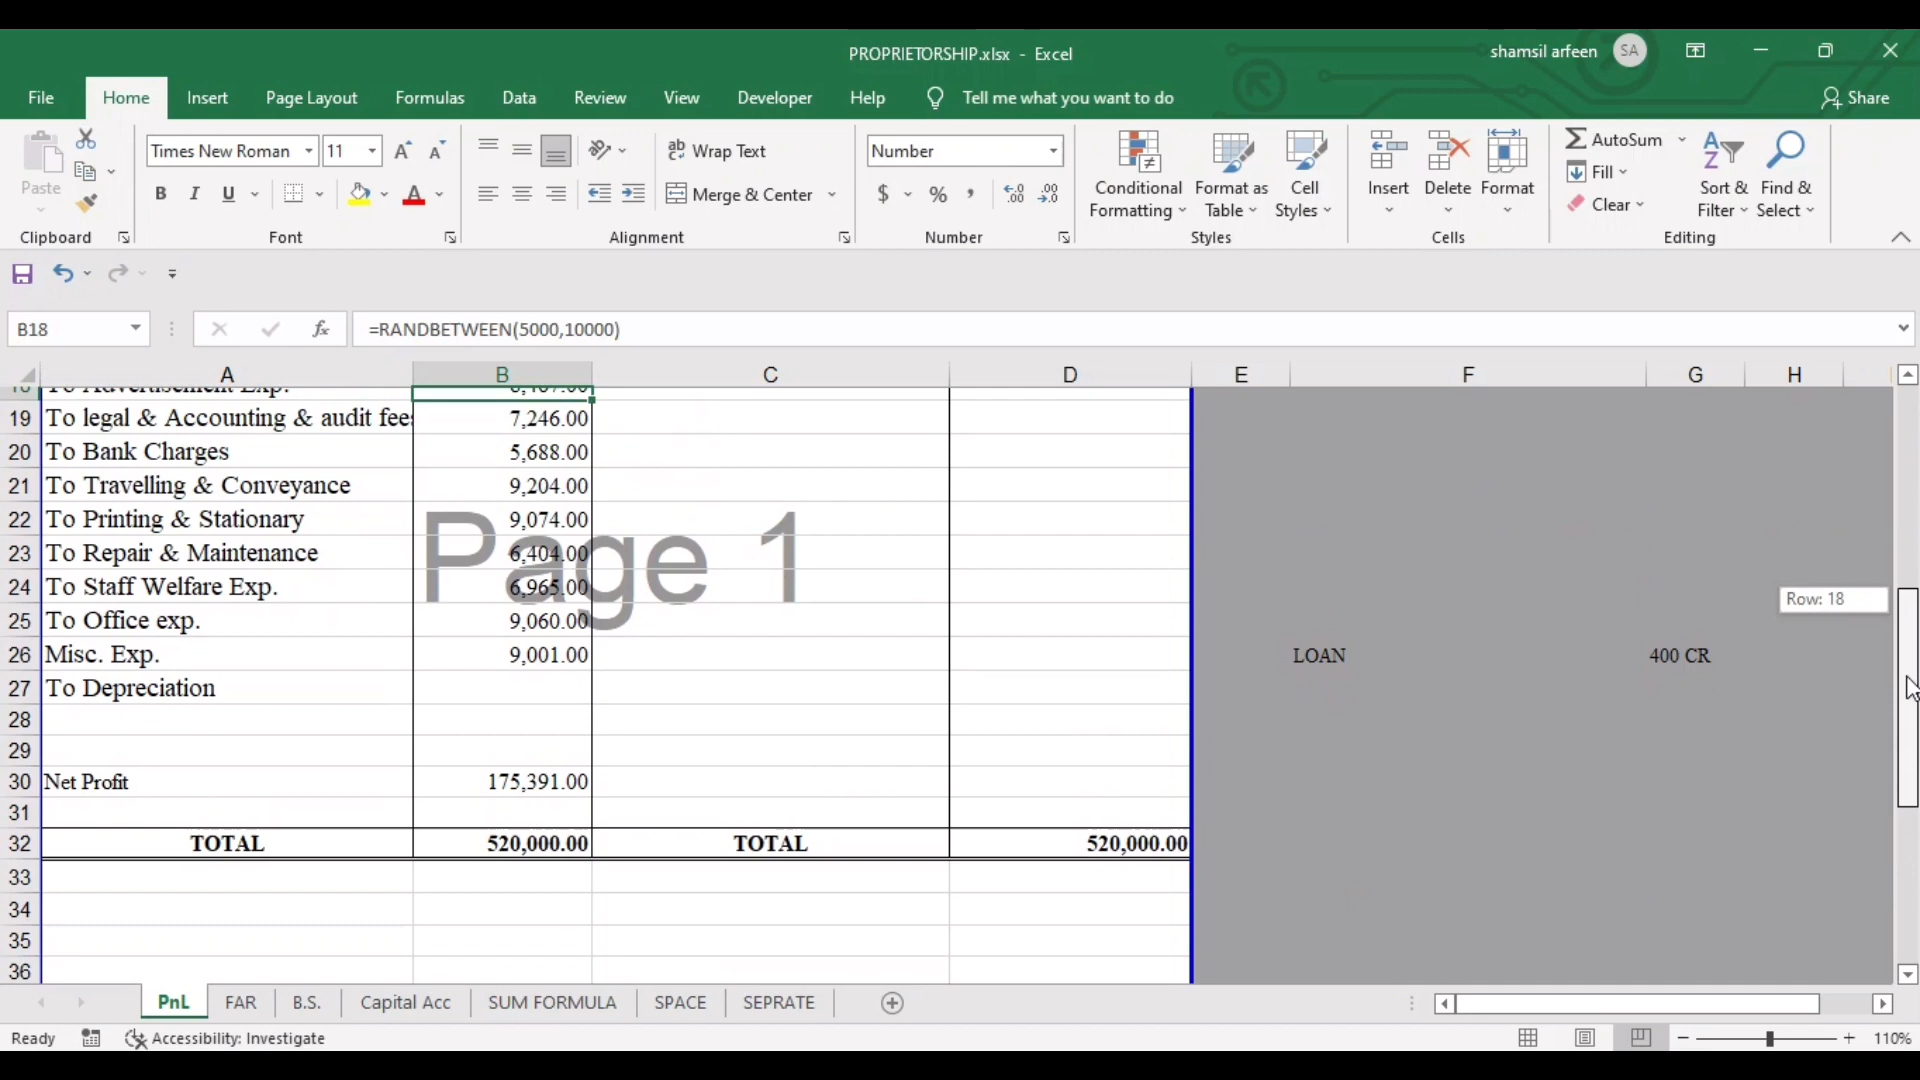 PROPRIETORSHIP.xlsx - Excel
shamsil arfeen
SA
File
Home
Insert
Page Layout
Formulas
Data
Review
View
Developer
Help
Tell me what you want to do
Share
Paste
Clipboard
Times New Roman
11
B
I
U
Font
Wrap Text
Merge & Center
Alignment
Number
$
%
,
Number
Conditional
Formatting
Format as
Table
Cell
Styles
Styles
Insert
Delete
Format
Cells
AutoSum
Fill
Clear
Sort &
Filter
Find &
Select
Editing
B18
fx
=RANDBETWEEN(5000,10000)
A B C D E F G H
19 To legal & Accounting & audit fee 7,246.00
20 To Bank Charges 5,688.00
21 To Travelling & Conveyance 9,204.00
22 To Printing & Stationary 9,074.00
23 To Repair & Maintenance 6,404.00
24 To Staff Welfare Exp. 6,965.00
25 To Office exp. 9,060.00
26 Misc. Exp. 9,001.00 LOAN 400 CR
27 To Depreciation
28
29
30 Net Profit 175,391.00
31
32 TOTAL 520,000.00 TOTAL 520,000.00
33
34
35
36
Page 1
Row: 18
PnL
FAR
B.S.
Capital Acc
SUM FORMULA
SPACE
SEPRATE
Ready
Accessibility: Investigate
110%